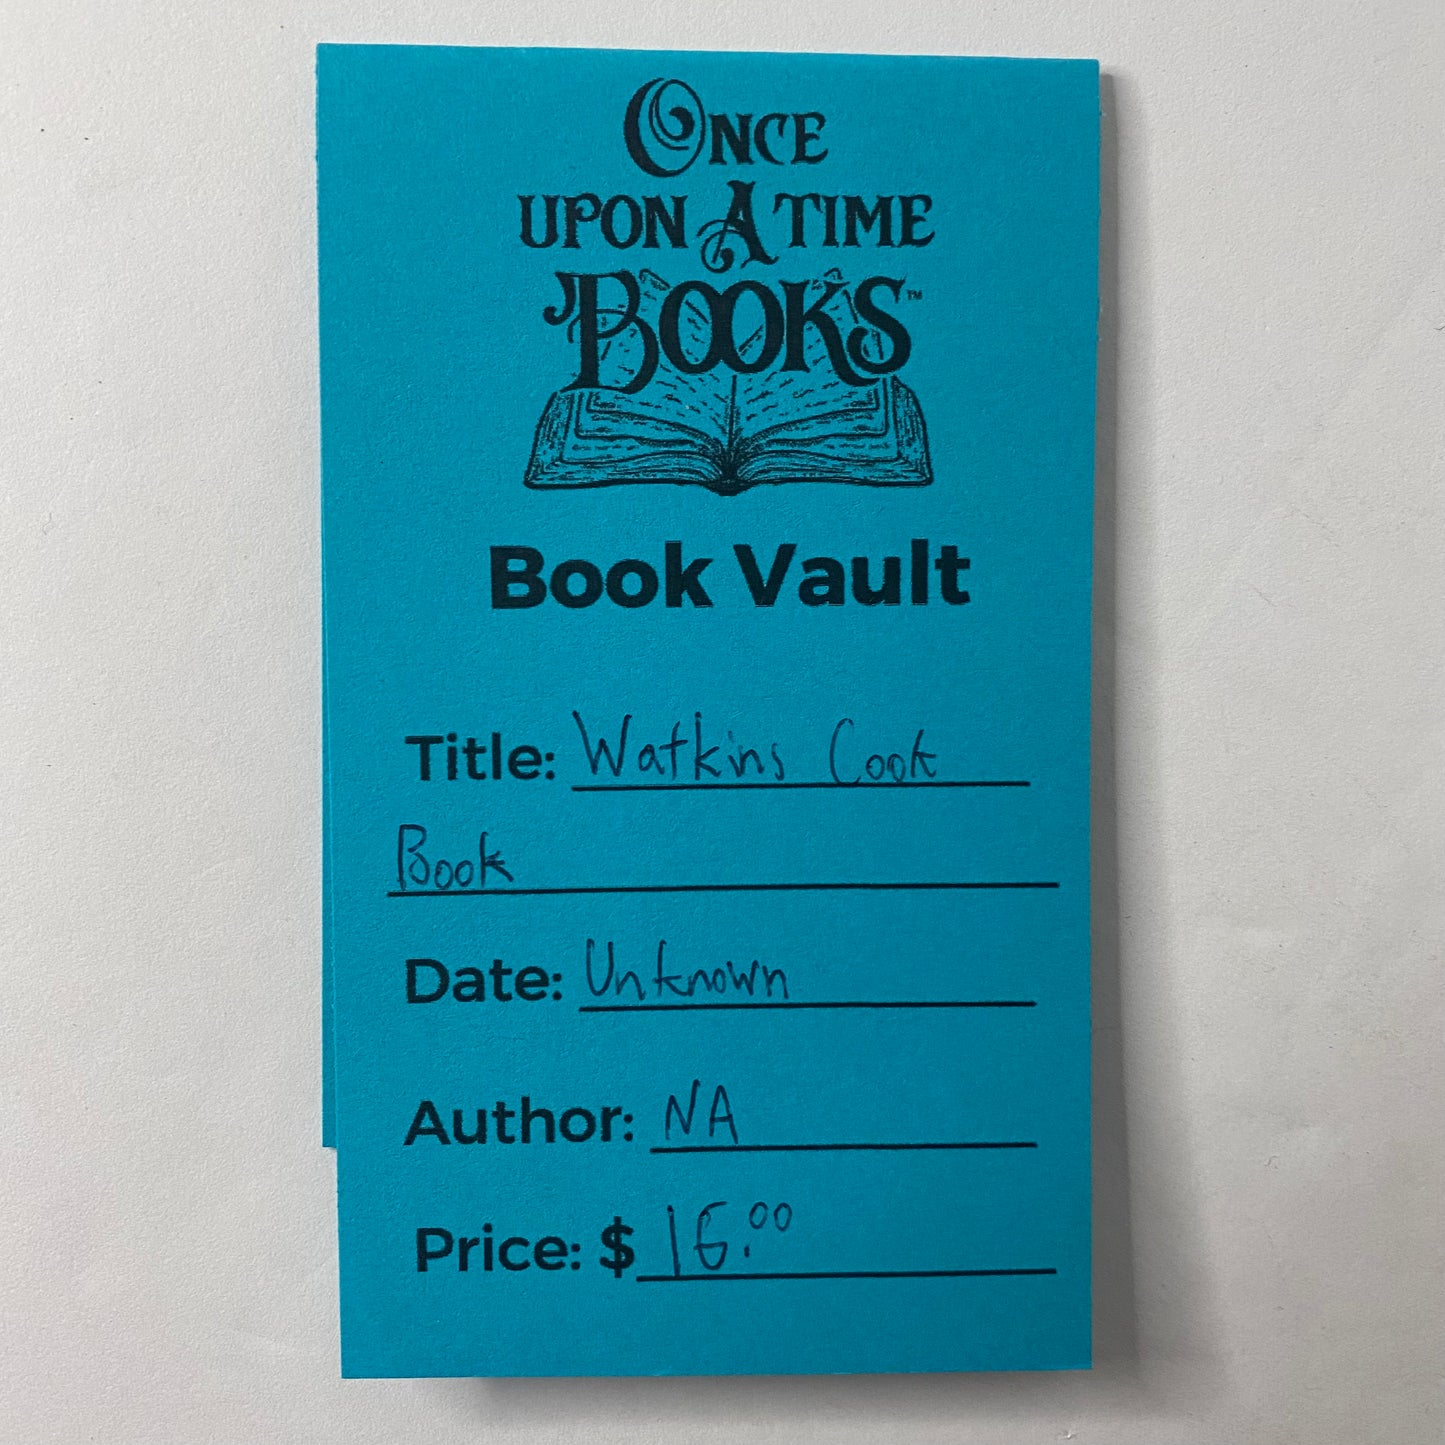 ONCE
UPON A TIME
BOOKS™
Book Vault
Title: Watkins Cook
Book
Date: Unknown
Author: NA
Price: $ 16.00